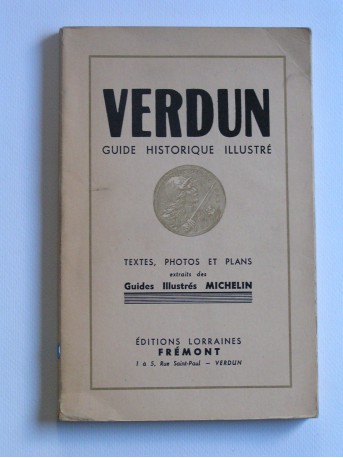 VERDUN
GUIDE HISTORIQUE ILLUSTRÉ
TEXTES, PHOTOS ET PLANS
extraits des
Guides Illustrés MICHELIN
ÉDITIONS LORRAINES
FRÉMONT
1 à 5, Rue Saint-Paul — VERDUN